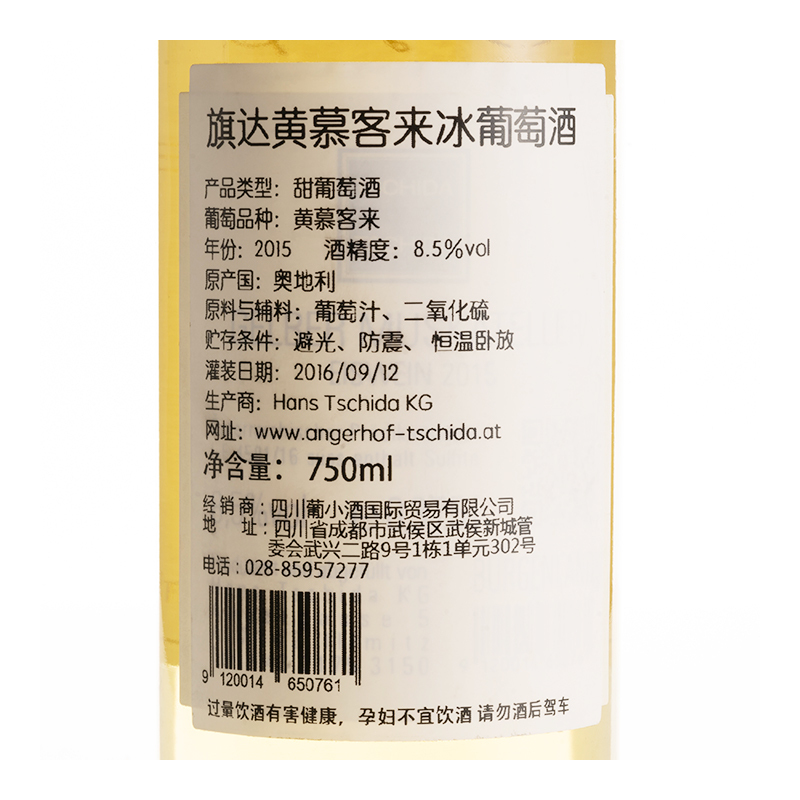 旗达黄慕客来冰葡萄酒
产品类型：甜葡萄酒
葡萄品种：黄慕客来
年份：2015 酒精度：8.5%vol
原产国：奥地利
原料与辅料：葡萄汁、二氧化硫
贮存条件：避光、防震、恒温卧放
灌装日期：2016/09/12
生产商：Hans Tschida KG
网址：www.angerhof-tschida.at
净含量：750ml
经销商：四川葡小酒国际贸易有限公司
地 址：四川省成都市武侯区武侯新城管
委会武兴二路9号1栋1单元302号
电话：028-85957277
9 120014 650761
过量饮酒有害健康，孕妇不宜饮酒 请勿酒后驾车